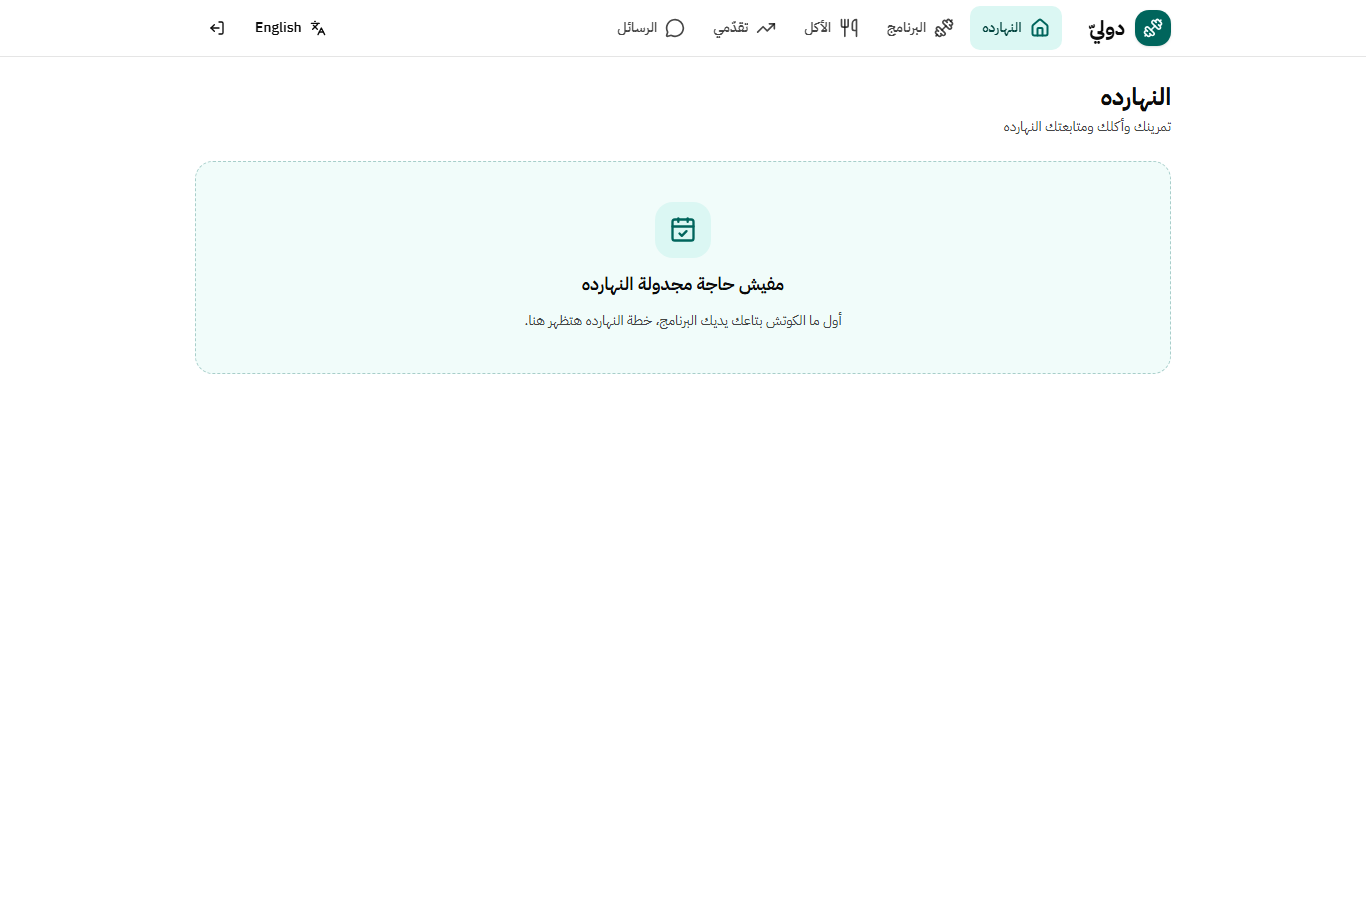 دوليّ
النهارده
البرنامج
الأكل
تقدّمي
الرسائل
English
النهارده
تمرينك وأكلك ومتابعتك النهارده
مفيش حاجة مجدولة النهارده
أول ما الكوتش بتاعك يديك البرنامج، خطة النهارده هتظهر هنا.